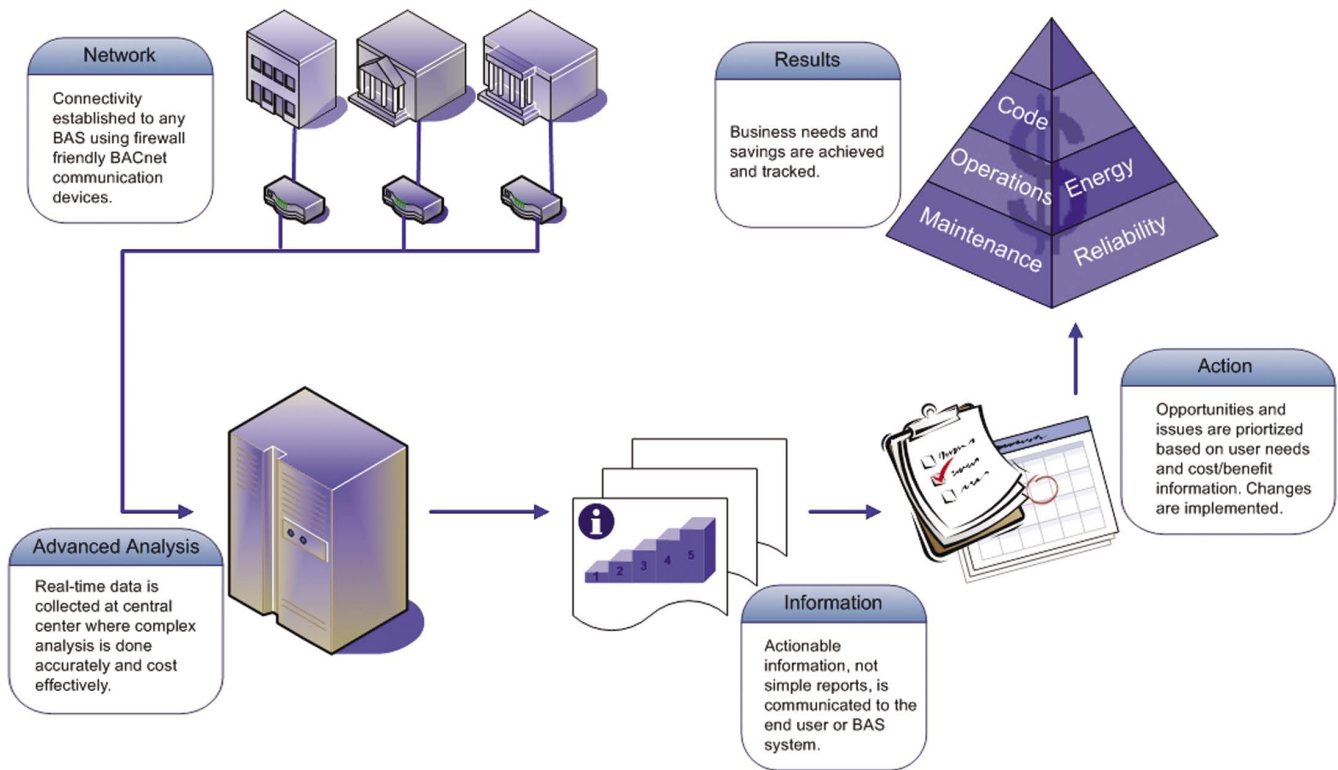 Network
Connectivity
established to any
BAS using firewall
friendly BACnet
communication
devices.
Results
Business needs and
savings are achieved
and tracked.
$
Code
Operations
Energy
Maintenance
Reliability
Advanced Analysis
Real-time data is
collected at central
center where complex
analysis is done
accurately and cost
effectively.
i
1 2 3 4 5
Information
Actionable
information, not
simple reports, is
communicated to the
end user or BAS
system.
Action
Opportunities and
issues are priortized
based on user needs
and cost/benefit
information. Changes
are implemented.